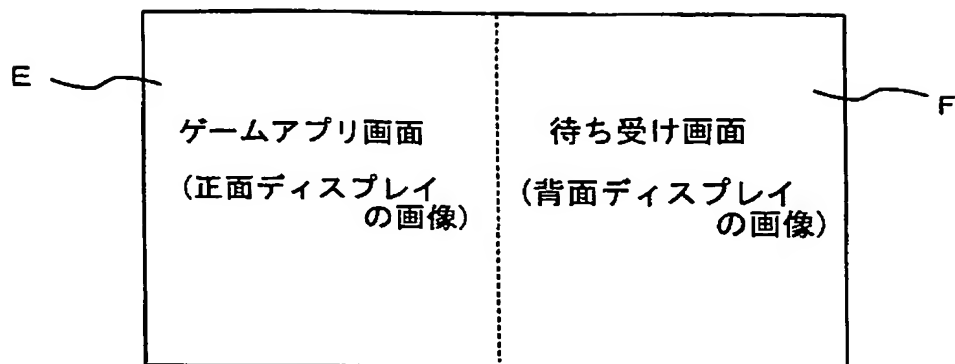 E
F
ゲームアプリ画面
(正面ディスプレイ
の画像)
待ち受け画面
(背面ディスプレイ
の画像)